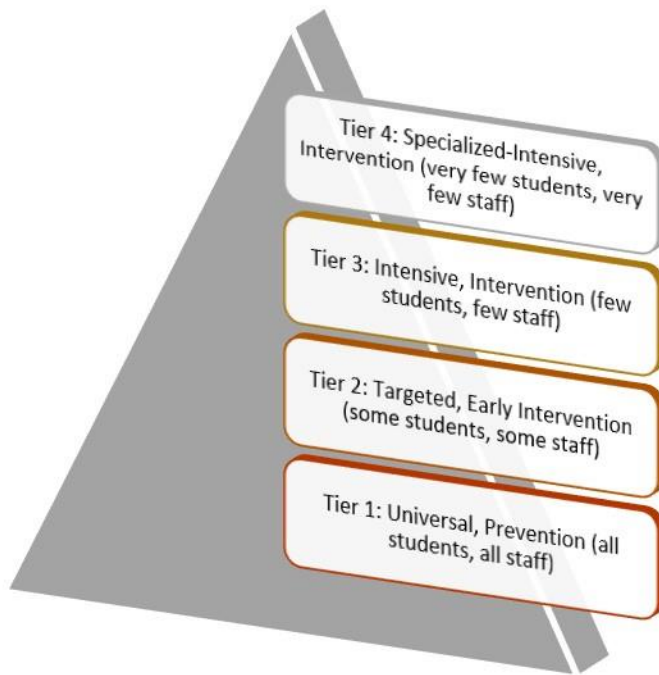 Tier 4: Specialized-Intensive,
Intervention (very few students, very
few staff)
Tier 3: Intensive, Intervention (few
students, few staff)
Tier 2: Targeted, Early Intervention
(some students, some staff)
Tier 1: Universal, Prevention (all
students, all staff)